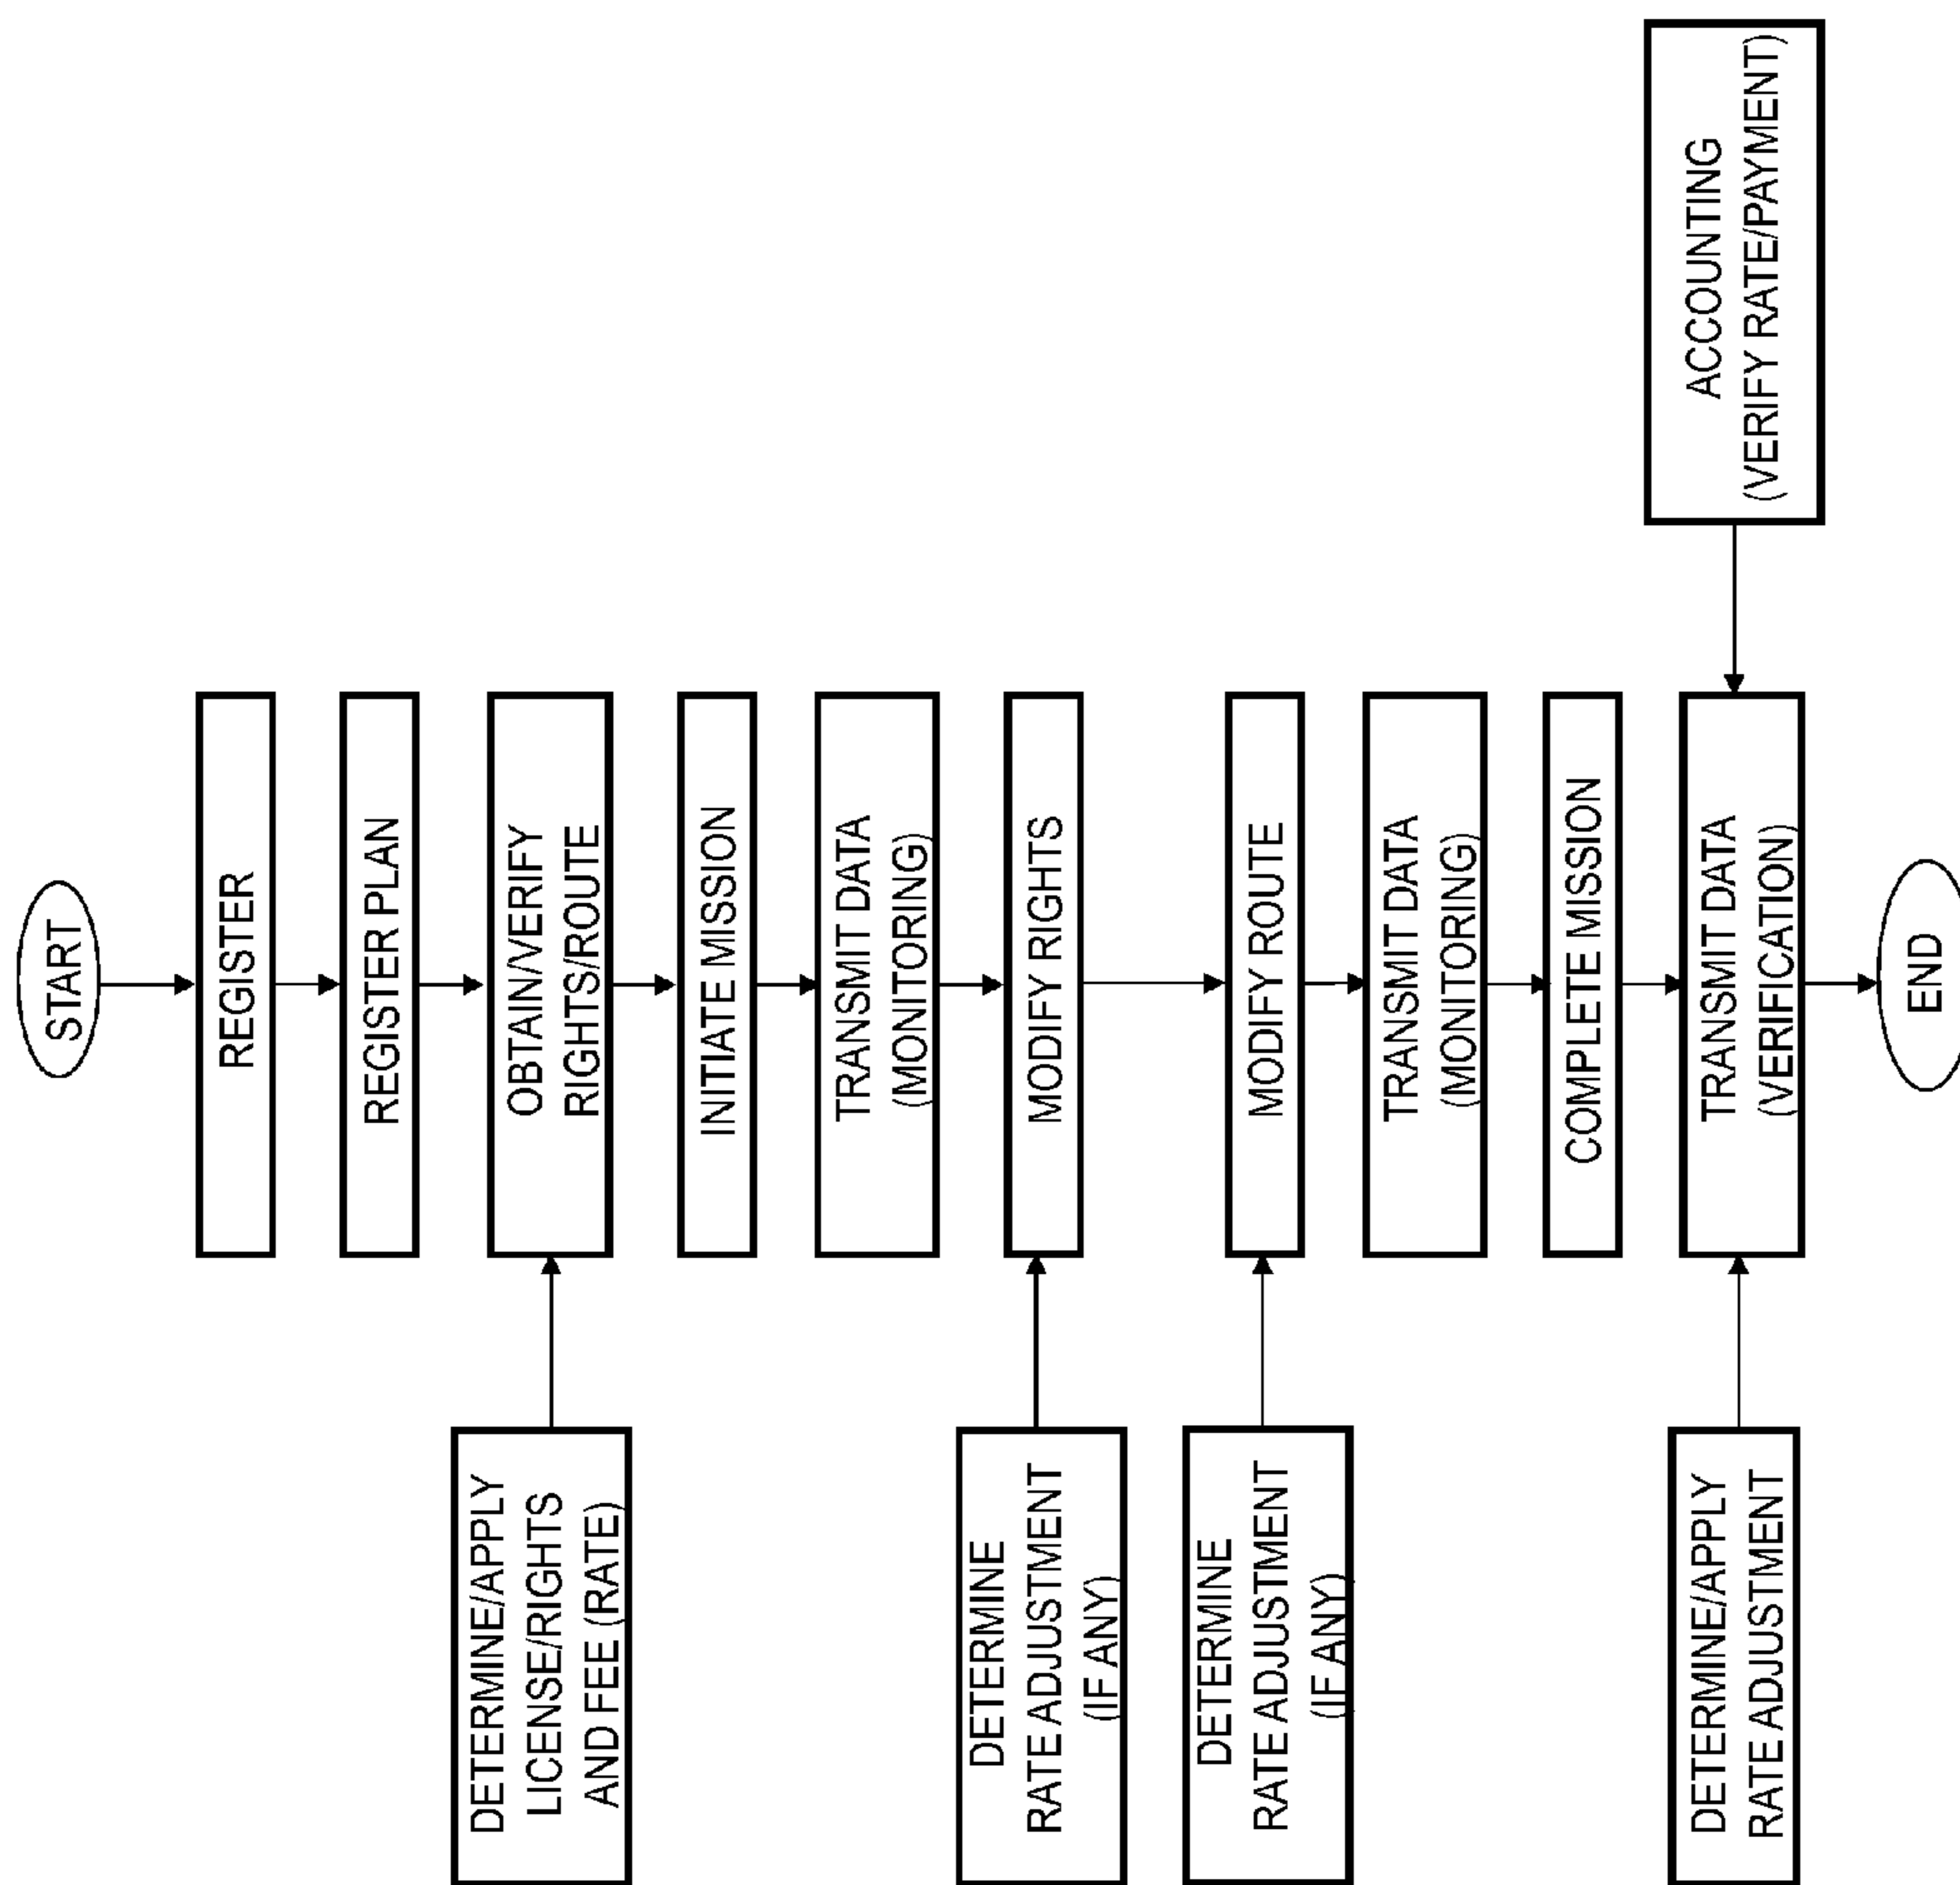 START
REGISTER
REGISTER PLAN
DETERMINE/APPLY
LICENSE/RIGHTS
AND FEE (RATE)
OBTAIN/VERIFY
RIGHTS/ROUTE
INITIATE MISSION
TRANSMIT DATA
(MONITORING)
DETERMINE
RATE ADJUSTMENT
(IF ANY)
MODIFY RIGHTS
DETERMINE
RATE ADJUSTMENT
(IF ANY)
MODIFY ROUTE
TRANSMIT DATA
(MONITORING)
COMPLETE MISSION
DETERMINE/APPLY
RATE ADJUSTMENT
TRANSMIT DATA
(VERIFICATION)
ACCOUNTING
(VERIFY RATE/PAYMENT)
END